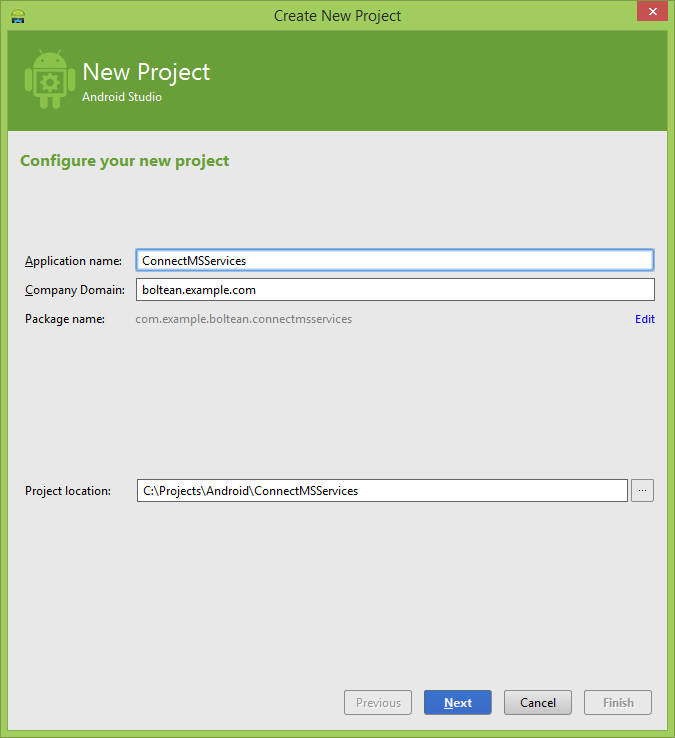 Create New Project
New Project
Android Studio
Configure your new project
Application name: ConnectMSServices
Company Domain: boltean.example.com
Package name: com.example.boltean.connectmsservices Edit
Project location: C:\Projects\Android\ConnectMSServices ...
Previous Next Cancel Finish